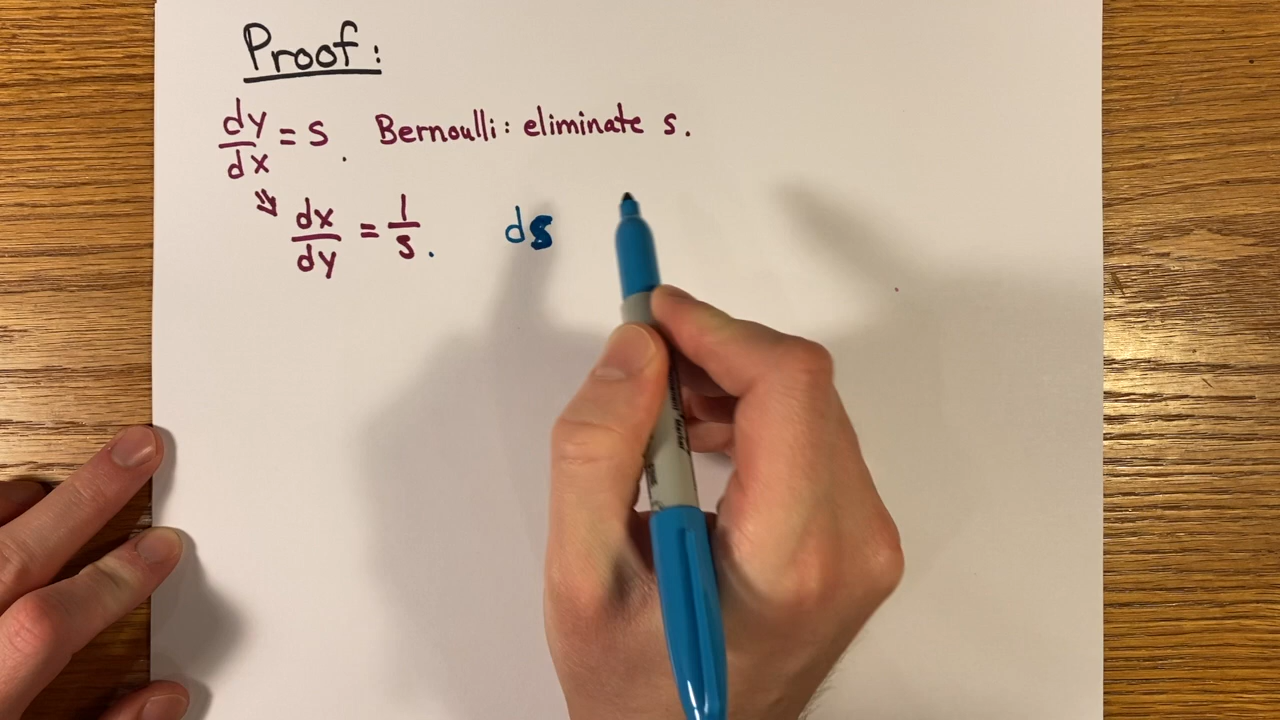 Proof:
dy/dx = s. Bernoulli: eliminate s.
⇒ dx/dy = 1/s. ds